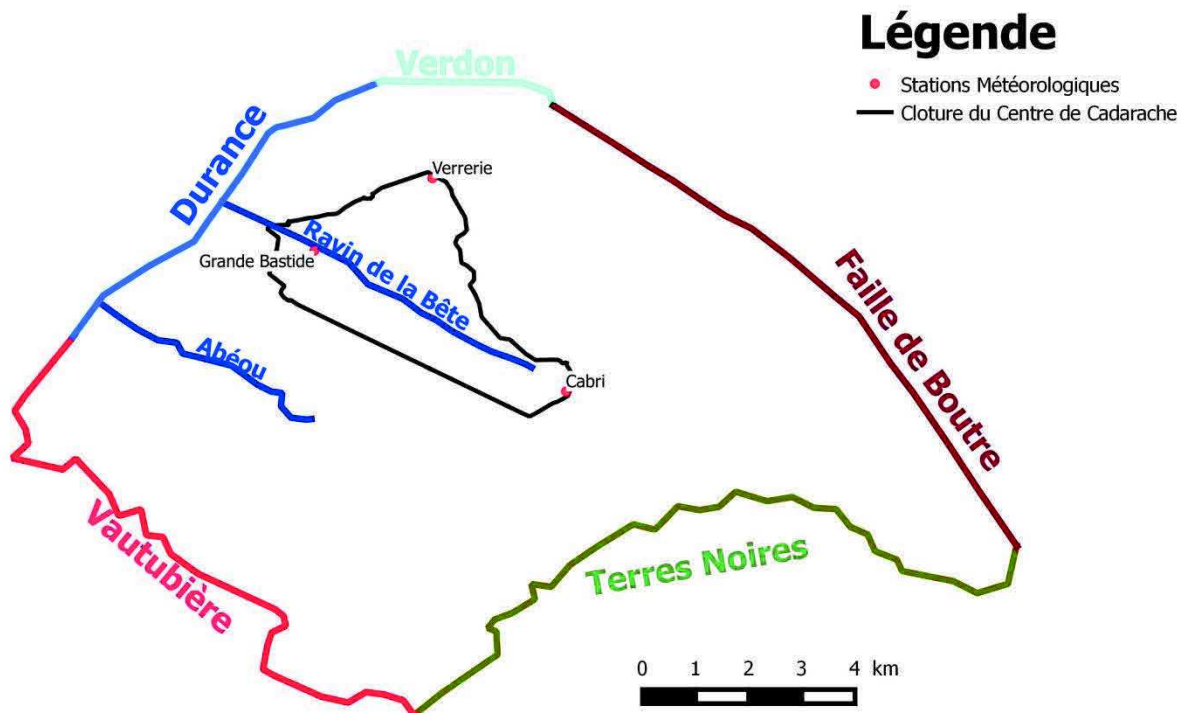 Légende
Stations Météorologiques
Cloture du Centre de Cadarache
Verdon
Durance
Verrerie
Ravin de la Bête
Grande Bastide
Faille de Boutre
Abéou
Cabri
Vautubière
Terres Noires
0 1 2 3 4 km